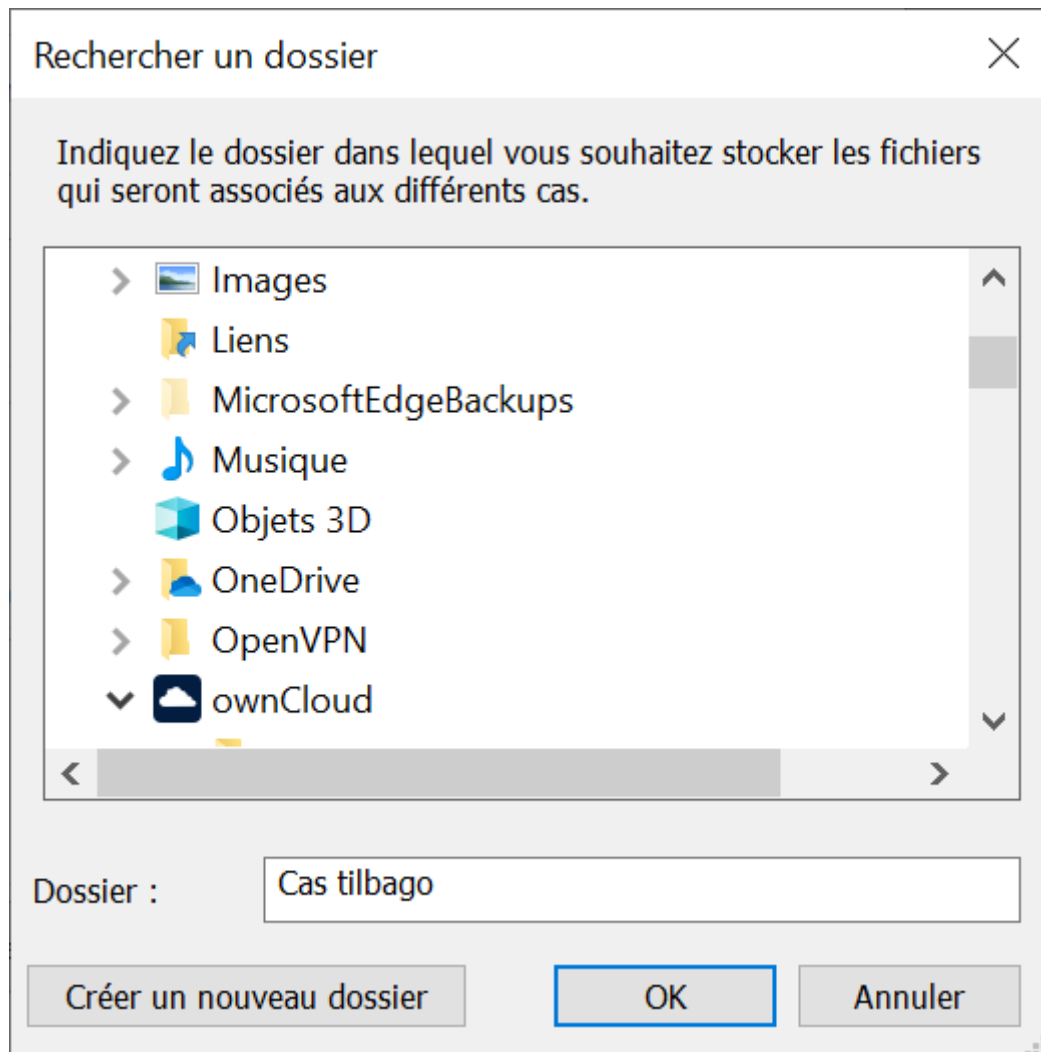 Rechercher un dossier
Indiquez le dossier dans lequel vous souhaitez stocker les fichiers
qui seront associés aux différents cas.
Images
Liens
MicrosoftEdgeBackups
Musique
Objets 3D
OneDrive
OpenVPN
ownCloud
Dossier :
Cas tilbago
Créer un nouveau dossier
OK
Annuler